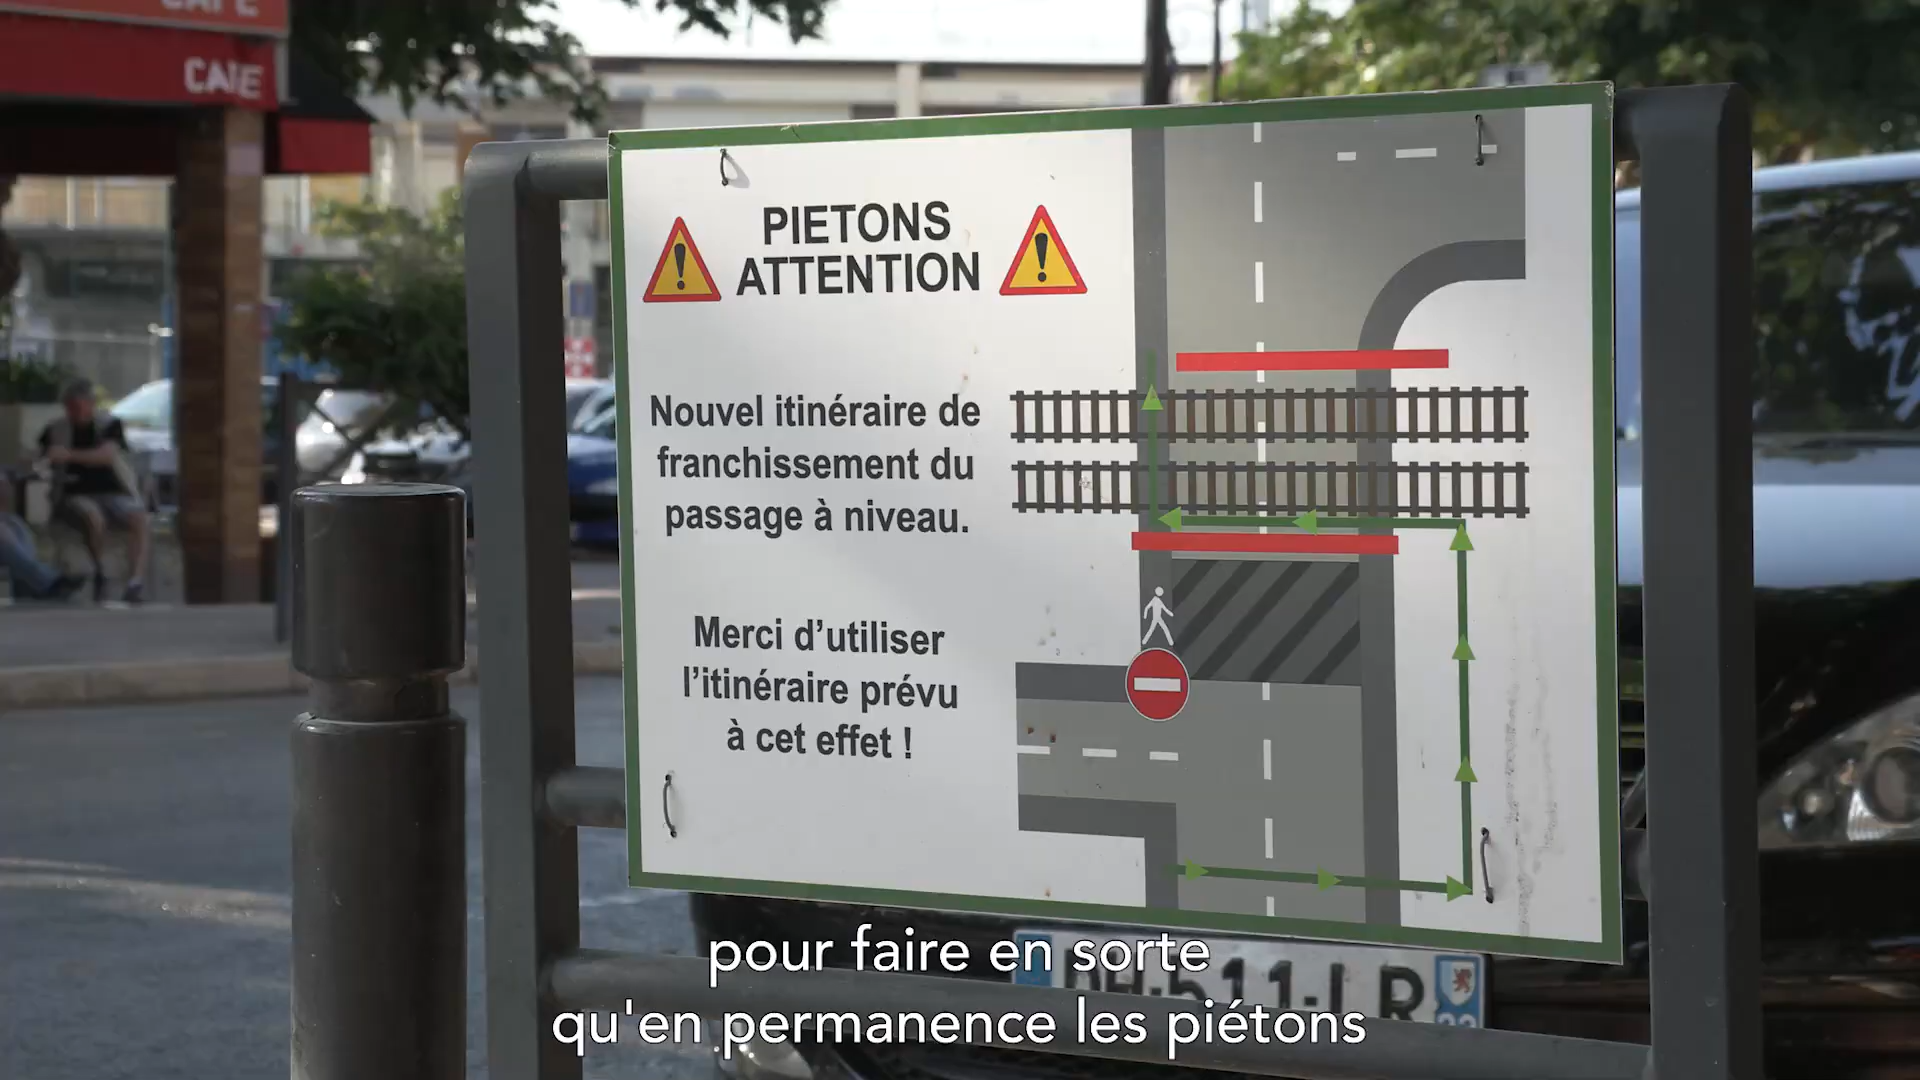 CAFE
CAFE
PIETONS
ATTENTION
Nouvel itinéraire de
franchissement du
passage à niveau.
Merci d’utiliser
l’itinéraire prévu
à cet effet !
pour faire en sorte
qu'en permanence les piétons